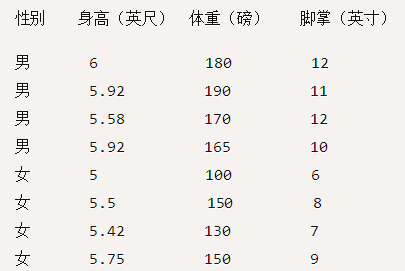 性别 身高（英尺） 体重（磅） 脚掌（英寸）
男 6 180 12
男 5.92 190 11
男 5.58 170 12
男 5.92 165 10
女 5 100 6
女 5.5 150 8
女 5.42 130 7
女 5.75 150 9